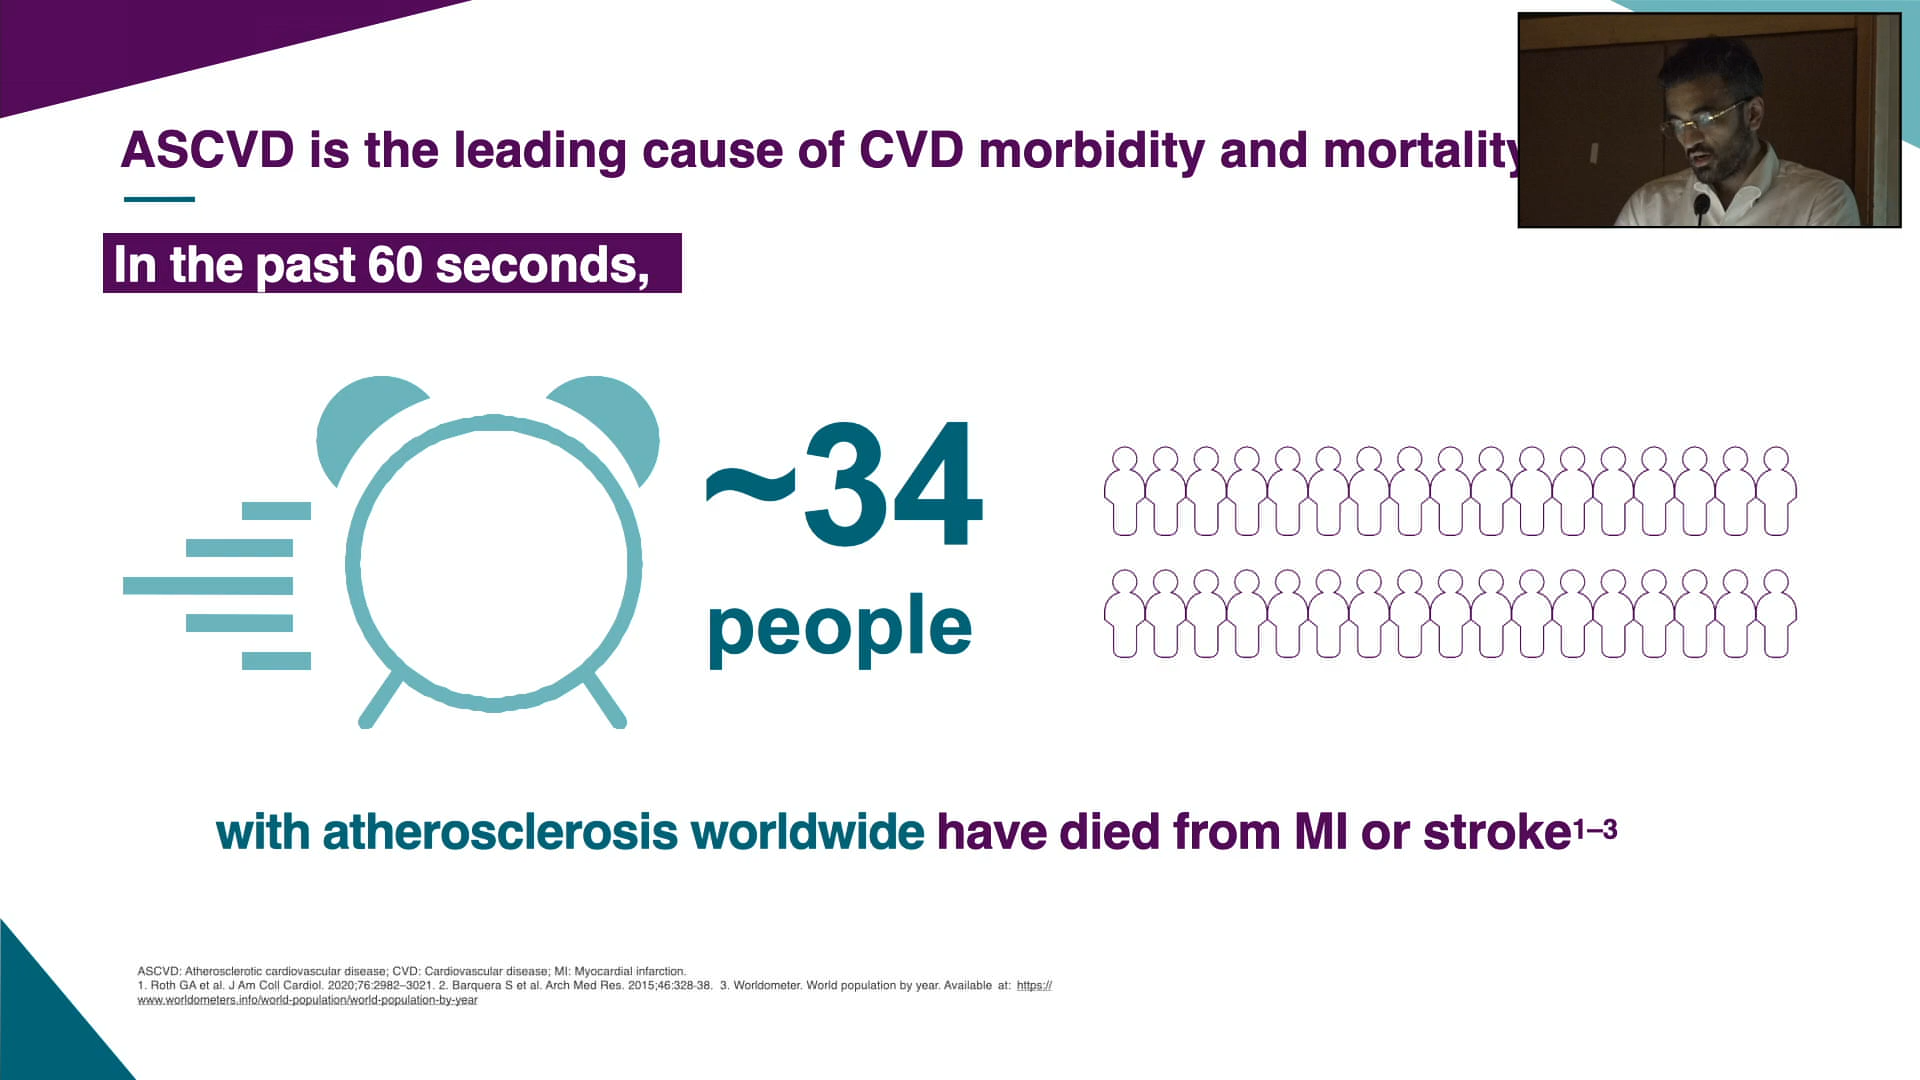 ASCVD is the leading cause of CVD morbidity and mortality
In the past 60 seconds,
~34
people
with atherosclerosis worldwide have died from MI or stroke1–3
ASCVD: Atherosclerotic cardiovascular disease; CVD: Cardiovascular disease; MI: Myocardial infarction.
1. Roth GA et al. J Am Coll Cardiol. 2020;76:2982–3021. 2. Barquera S et al. Arch Med Res. 2015;46:328-38. 3. Worldometer. World population by year. Available at: https://
www.worldometers.info/world-population/world-population-by-year